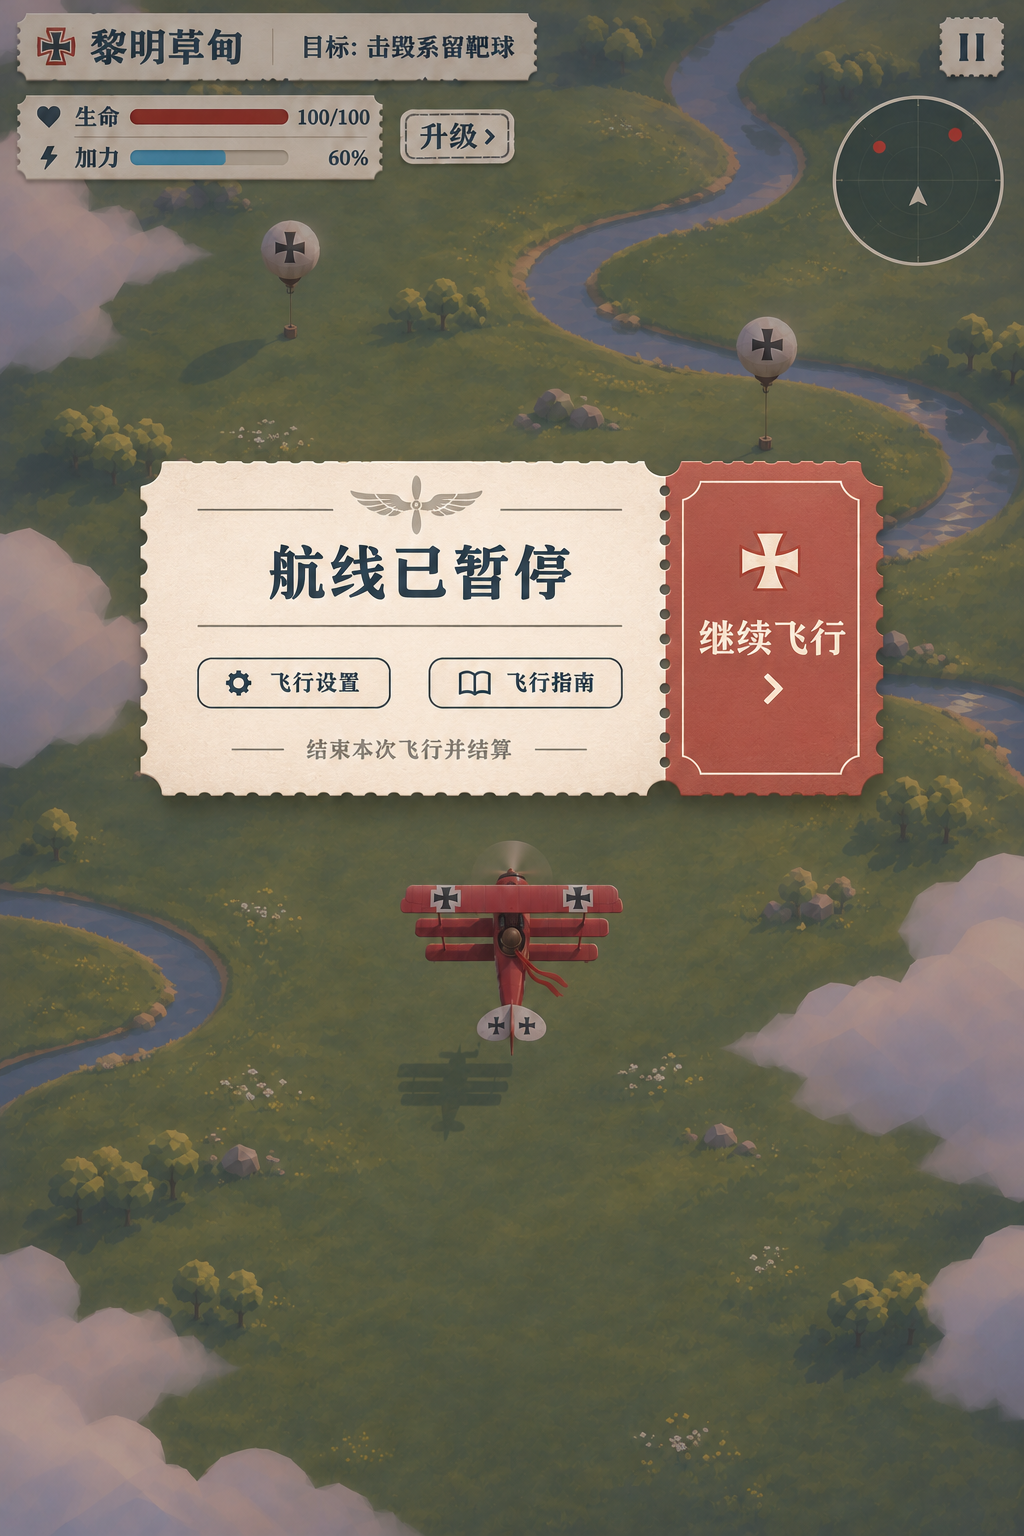 黎明草甸
目标: 击毁系留靶球
生命 100/100
加力 60%
升级
航线已暂停
飞行设置
飞行指南
结束本次飞行并结算
继续飞行